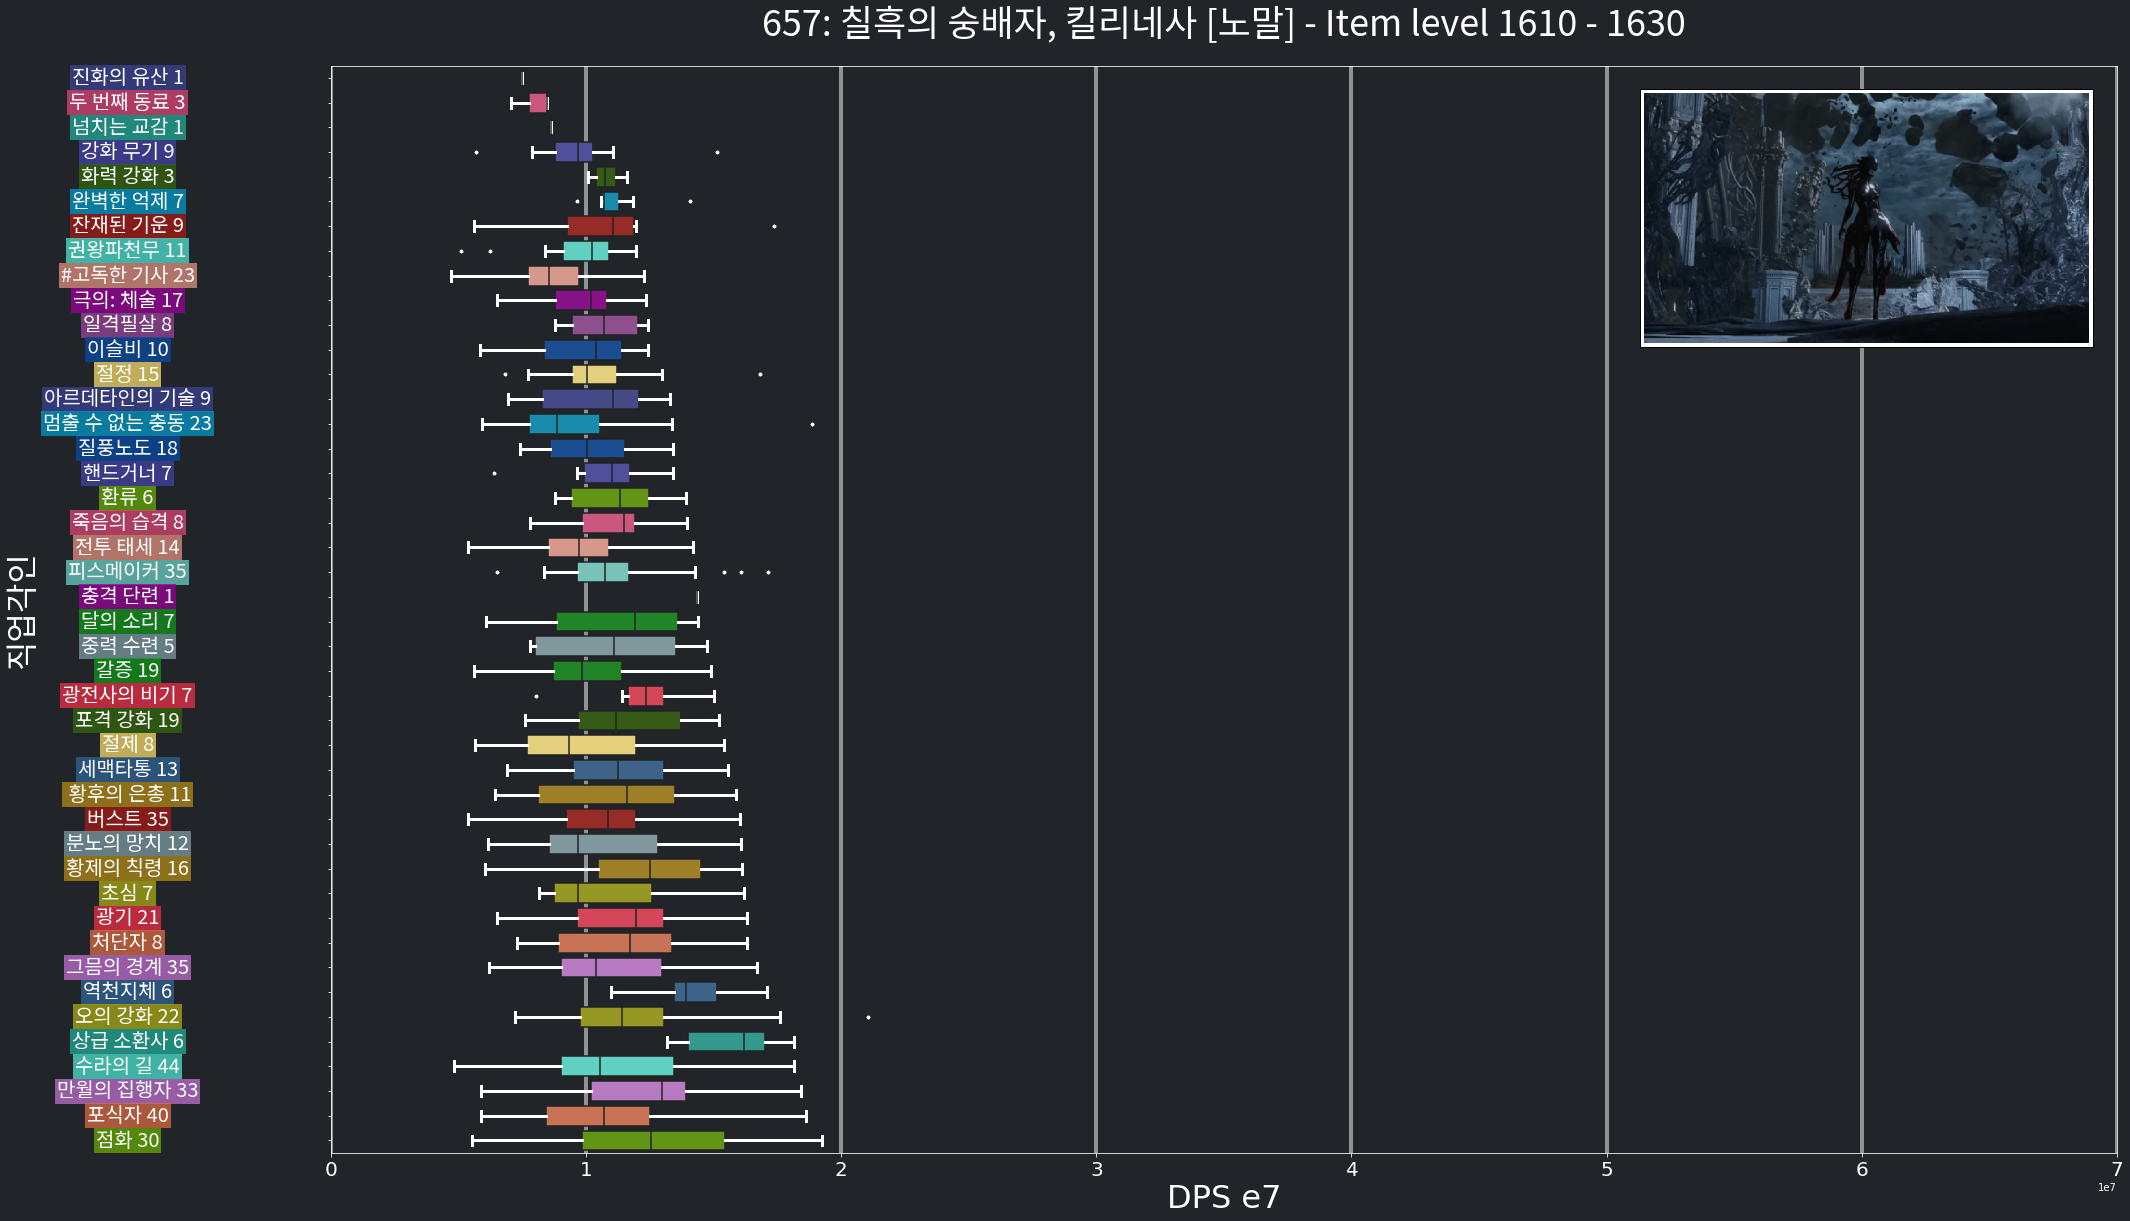 657: 칠흑의 숭배자, 킬리네사 [노말] - Item level 1610 - 1630
진화의 유산 1
두 번째 동료 3
넘치는 교감 1
강화 무기 9
화력 강화 3
완벽한 억제 7
잔재된 기운 9
권왕파천무 11
#고독한 기사 23
극의: 체술 17
일격필살 8
이슬비 10
절정 15
아르데타인의 기술 9
멈출 수 없는 충동 23
질풍노도 18
핸드거너 7
환류 6
죽음의 습격 8
전투 태세 14
피스메이커 35
충격 단련 1
달의 소리 7
중력 수련 5
갈증 19
광전사의 비기 7
포격 강화 19
절제 8
세맥타통 13
황후의 은총 11
버스트 35
분노의 망치 12
황제의 칙령 16
초심 7
광기 21
처단자 8
그믐의 경계 35
역천지체 6
오의 강화 22
상급 소환사 6
수라의 길 44
만월의 집행자 33
포식자 40
점화 30
직업각인
0 1 2 3 4 5 6 7
DPS e7
1e7